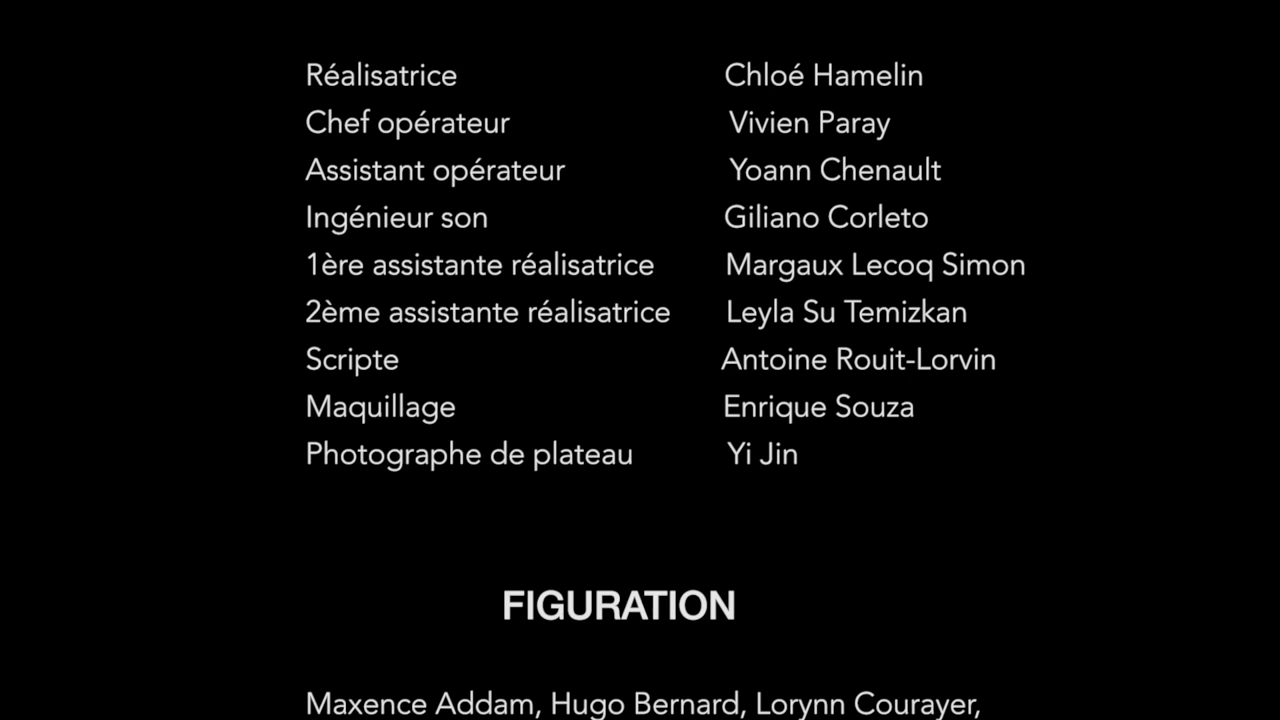 Réalisatrice Chloé Hamelin
Chef opérateur Vivien Paray
Assistant opérateur Yoann Chenault
Ingénieur son Giliano Corleto
1ère assistante réalisatrice Margaux Lecoq Simon
2ème assistante réalisatrice Leyla Su Temizkan
Scripte Antoine Rouit-Lorvin
Maquillage Enrique Souza
Photographe de plateau Yi Jin
FIGURATION
Maxence Addam, Hugo Bernard, Lorynn Courayer,